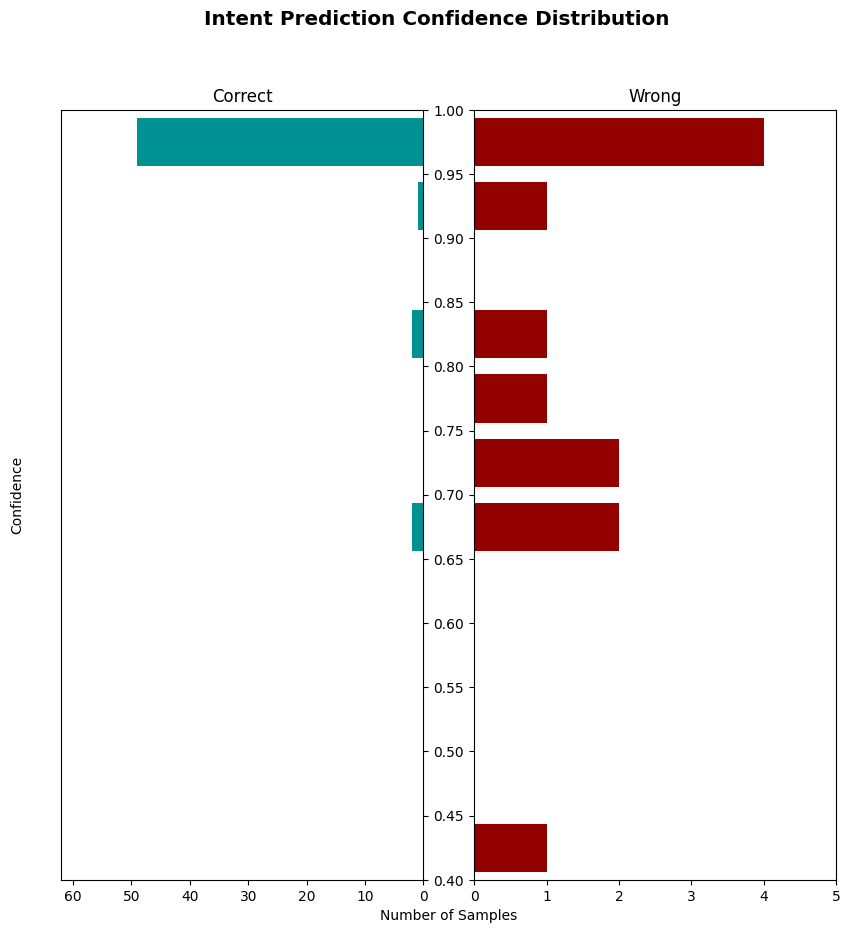 Intent Prediction Confidence Distribution
Correct
Wrong
1.00
0.95
0.90
0.85
0.80
0.75
0.70
0.65
0.60
0.55
0.50
0.45
0.40
Confidence
60 50 40 30 20 10 0
0 1 2 3 4 5
Number of Samples